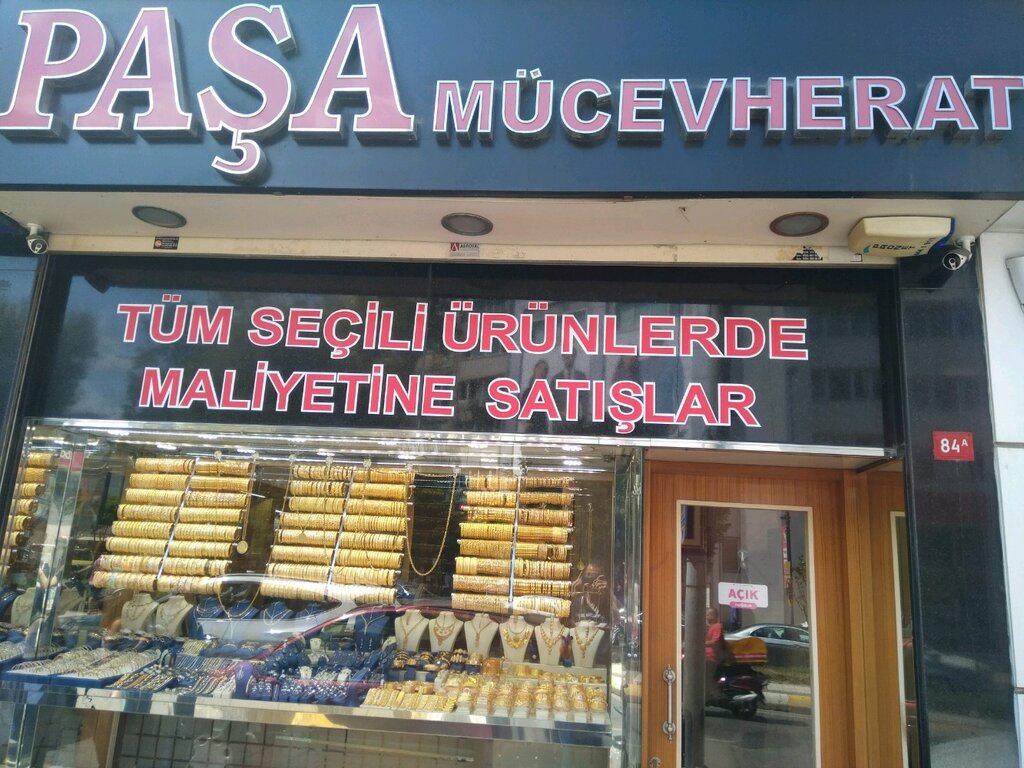 PAŞA MÜCEVHERAT
TÜM SEÇİLİ ÜRÜNLERDE
MALİYETİNE SATIŞLAR
84A
AÇIK